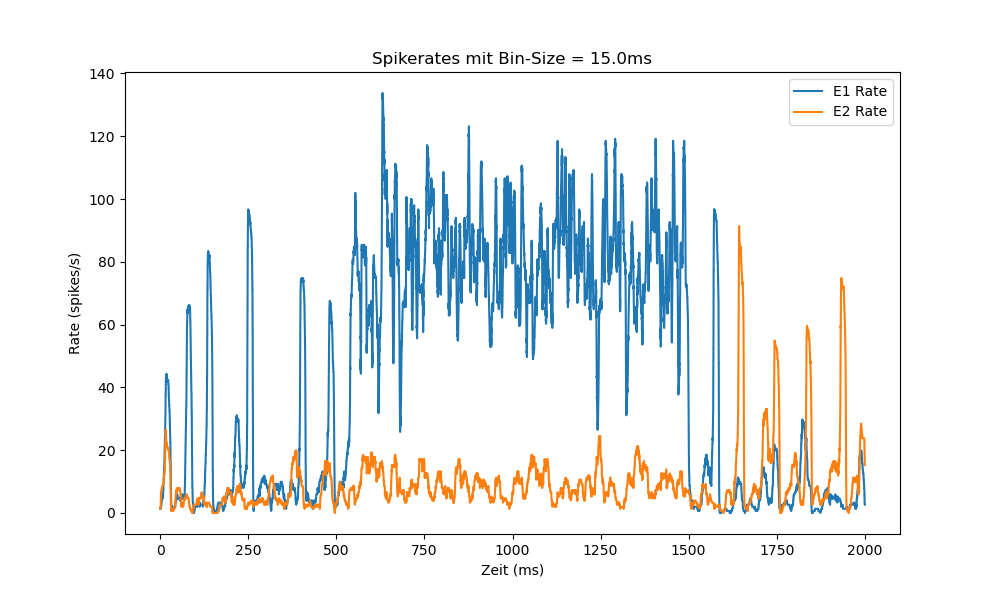 Spikerates mit Bin-Size = 15.0ms
E1 Rate
E2 Rate
Rate (spikes/s)
140
120
100
80
60
40
20
0
0 250 500 750 1000 1250 1500 1750 2000
Zeit (ms)